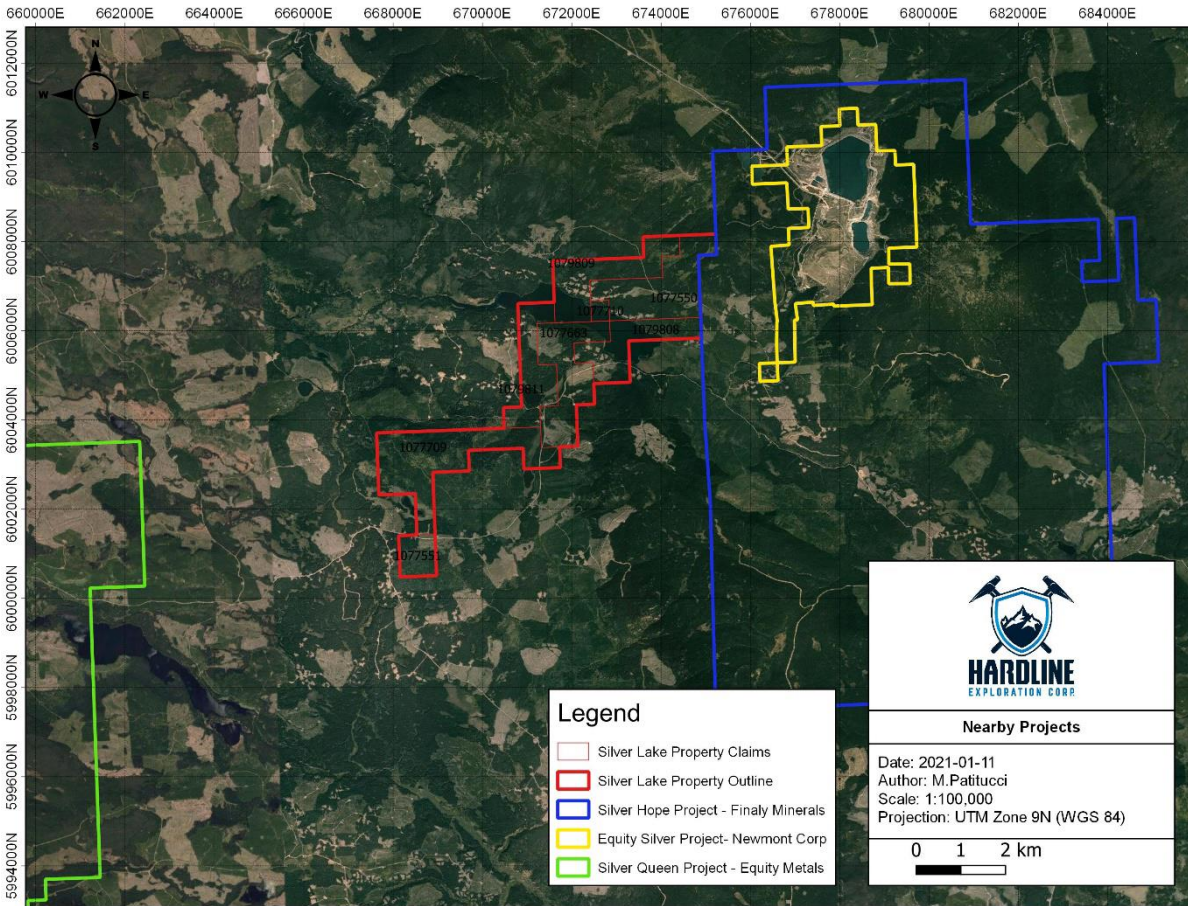 660000E 662000E 664000E 666000E 668000E 670000E 672000E 674000E 676000E 678000E 680000E 682000E 684000E
6012000N
6010000N
6008000N
6006000N
6004000N
6002000N
6000000N
5998000N
5996000N
5994000N
N
W E
S
1079809
1077550
1077710
1079808
1077663
1079811
1077709
1077551
Legend
Silver Lake Property Claims
Silver Lake Property Outline
Silver Hope Project - Finaly Minerals
Equity Silver Project- Newmont Corp
Silver Queen Project - Equity Metals
HARDLINE
EXPLORATION CORP.
Nearby Projects
Date: 2021-01-11
Author: M.Patitucci
Scale: 1:100,000
Projection: UTM Zone 9N (WGS 84)
0 1 2 km